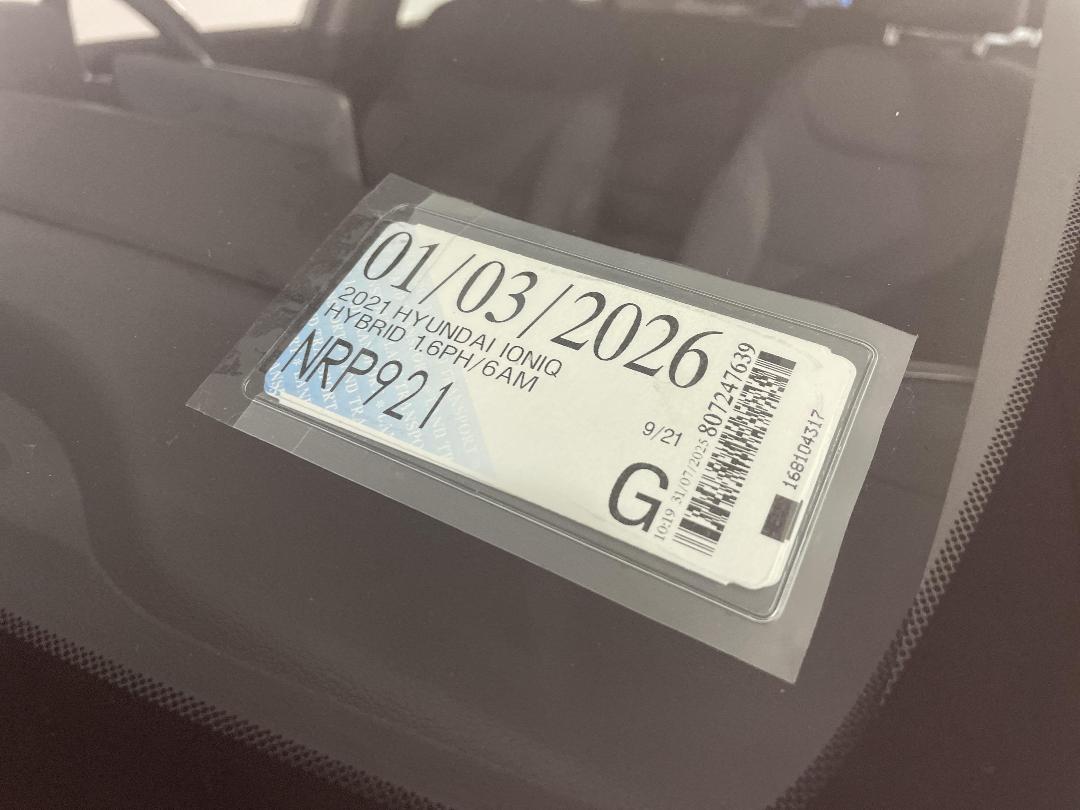 01/03/2026
2021 HYUNDAI IONIQ
HYBRID 1.6PH/6AM
NRP921
9/21
G
10:19 31/07/2025 807247639
168104317